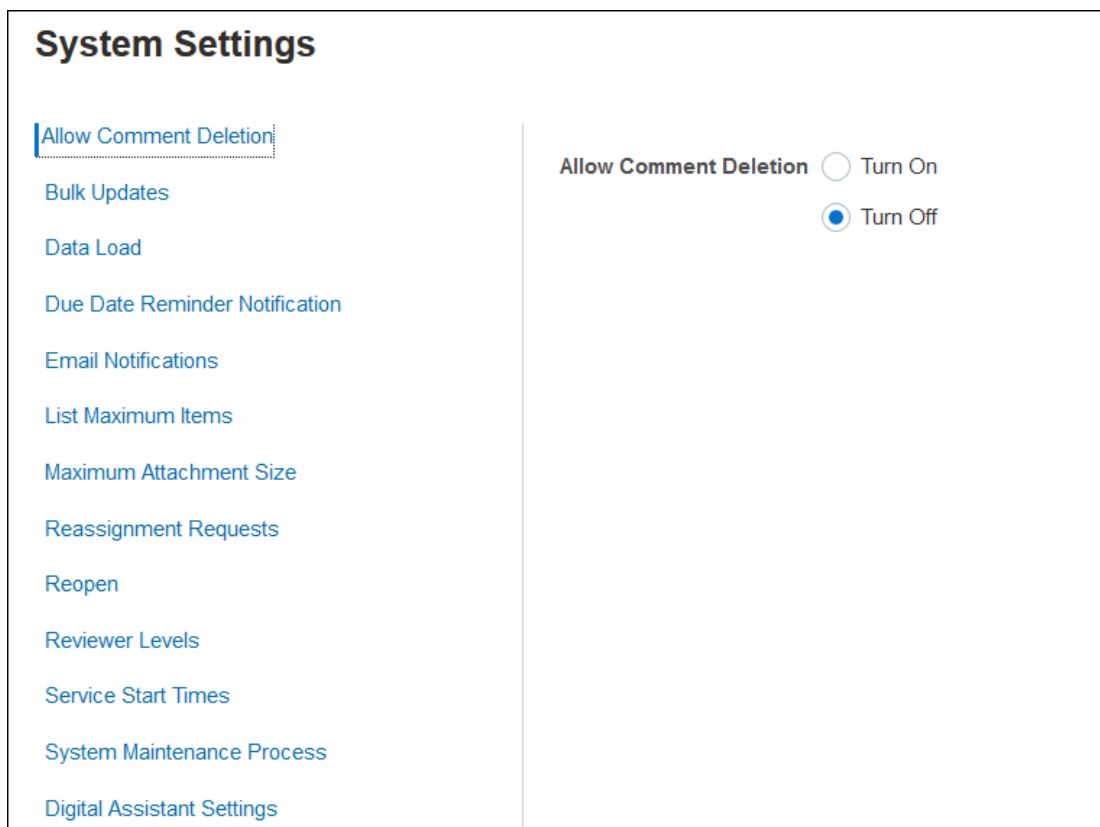 System Settings
Allow Comment Deletion
Bulk Updates
Data Load
Due Date Reminder Notification
Email Notifications
List Maximum Items
Maximum Attachment Size
Reassignment Requests
Reopen
Reviewer Levels
Service Start Times
System Maintenance Process
Digital Assistant Settings
Allow Comment Deletion Turn On
Turn Off